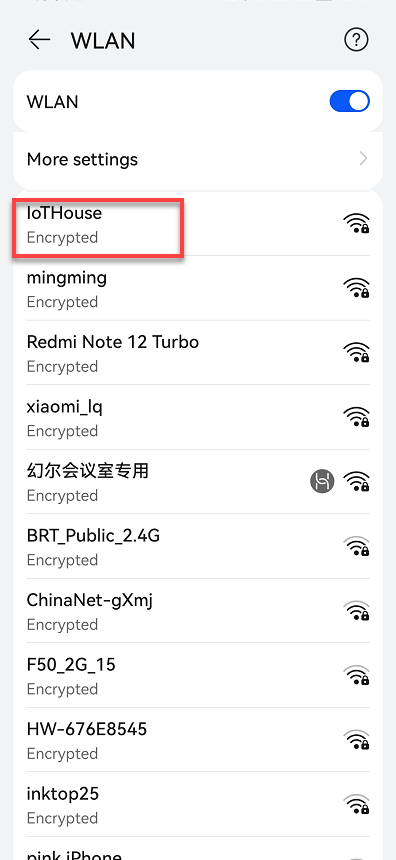 WLAN
WLAN
More settings
IoTHouse
Encrypted
mingming
Encrypted
Redmi Note 12 Turbo
Encrypted
xiaomi_lq
Encrypted
幻尔会议室专用
Encrypted
BRT_Public_2.4G
Encrypted
ChinaNet-gXmj
Encrypted
F50_2G_15
Encrypted
HW-676E8545
Encrypted
inktop25
Encrypted
pink iPhone